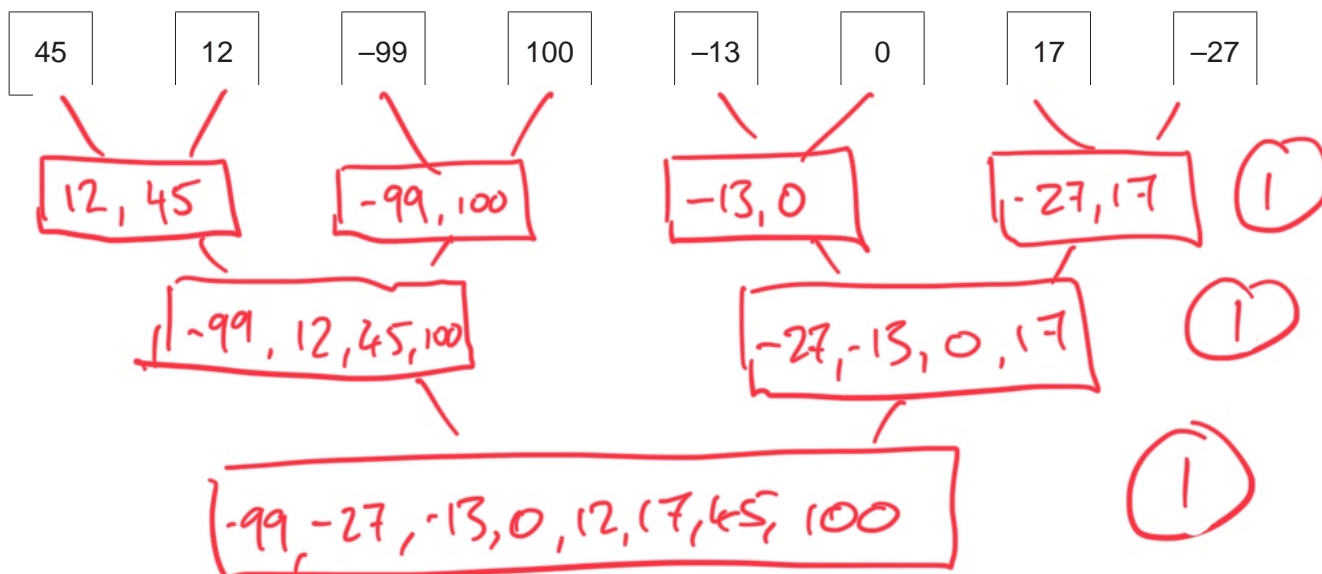 45 12 –99 100 –13 0 17 –27
12, 45 -99, 100 -13, 0 -27, 17 1
-99, 12, 45, 100 -27, -13, 0, 17 1
-99, -27, -13, 0, 12, 17, 45, 100 1